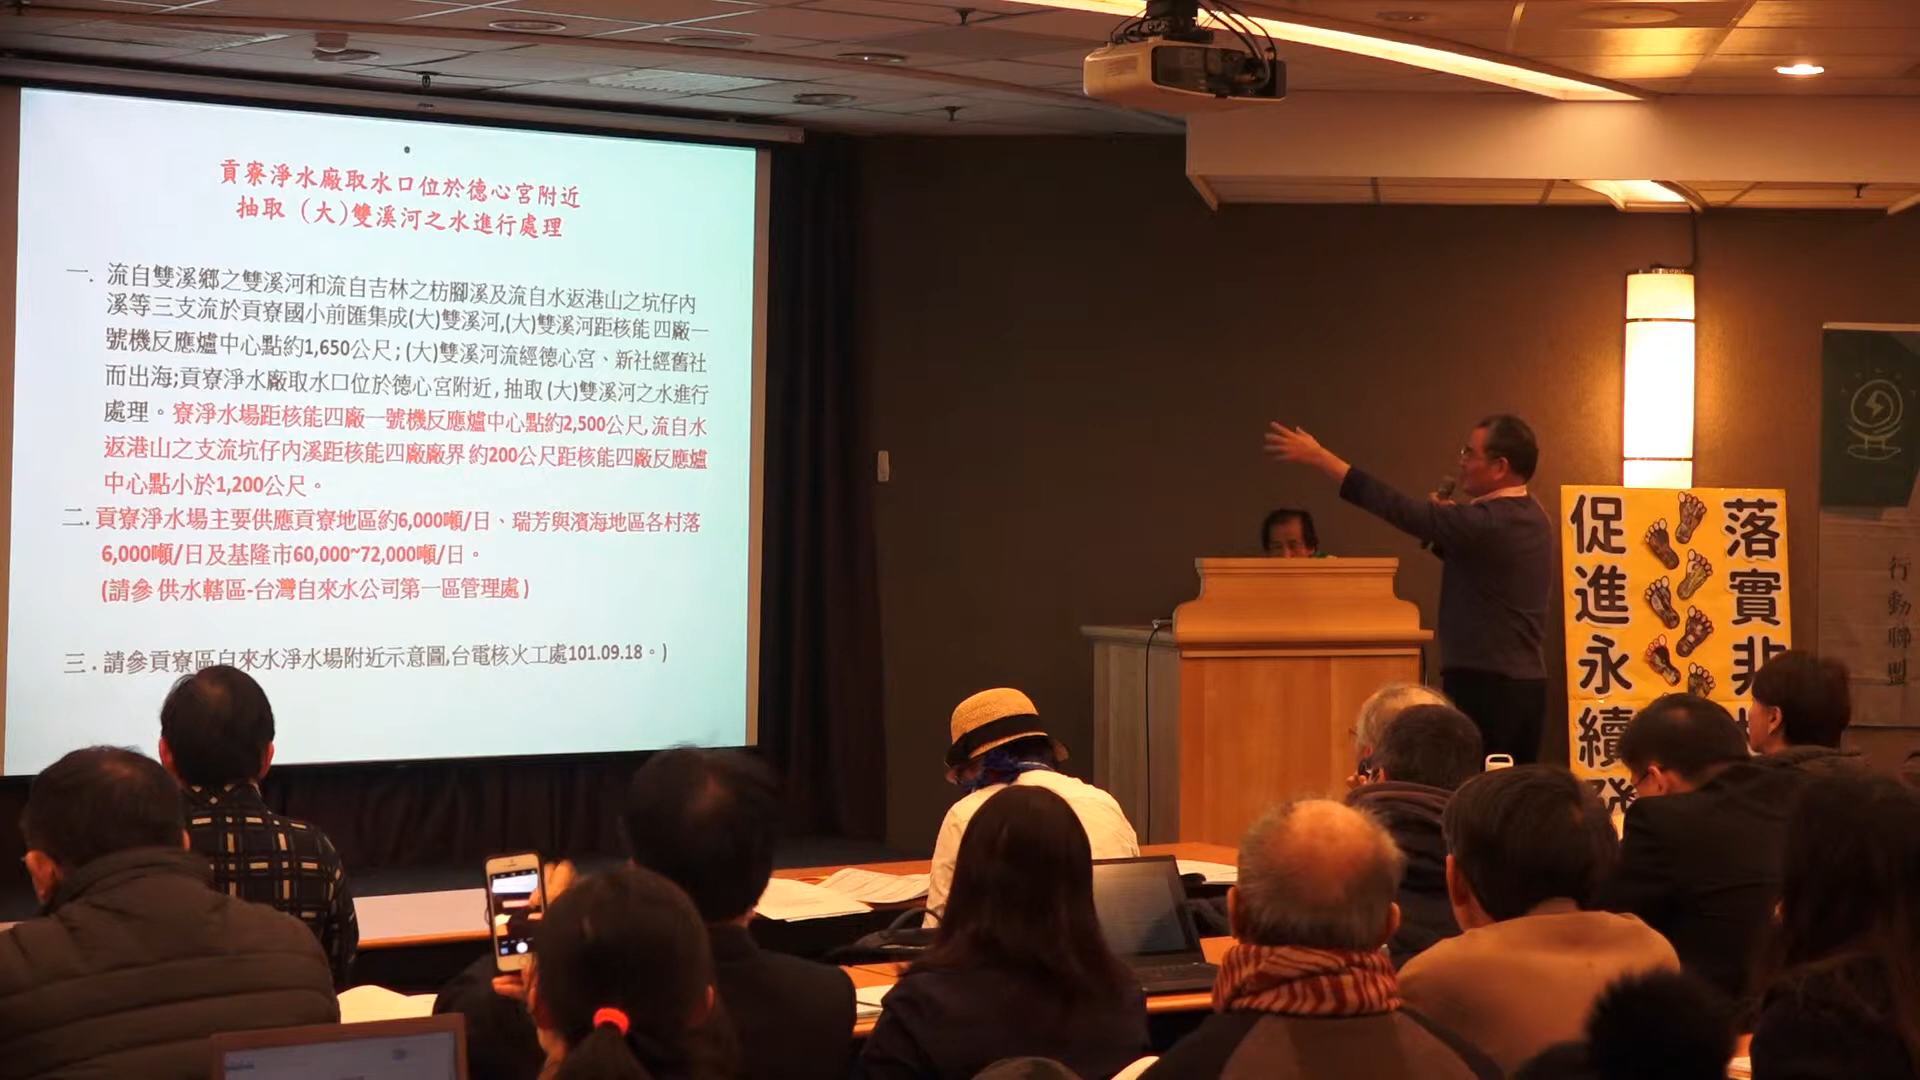 貢寮淨水廠取水口位於德心宮附近
抽取（大)雙溪河之水進行處理
一. 流自雙溪鄉之雙溪河和流自吉林之枋腳溪及流自水返港山之坑仔內
溪等三支流於貢寮國小前匯集成(大)雙溪河,(大)雙溪河距核能四廠一
號機反應爐中心點約1,650公尺；(大)雙溪河流經德心宮、新社經舊社
而出海;貢寮淨水廠取水口位於德心宮附近, 抽取 (大)雙溪河之水進行
處理。寮淨水場距核能四廠一號機反應爐中心點約2,500公尺, 流自水
返港山之支流坑仔內溪距核能四廠廠界 約200公尺距核能四廠反應爐
中心點小於1,200公尺。
二. 貢寮淨水場主要供應貢寮地區約6,000噸/日、瑞芳與濱海地區各村落
6,000噸/日及基隆市60,000~72,000噸/日。
(請參 供水轄區-台灣自來水公司第一區管理處 )
三 . 請參貢寮區自來水淨水場附近示意圖,台電核火工處101.09.18。)
落實非
促進永續
行動聯盟